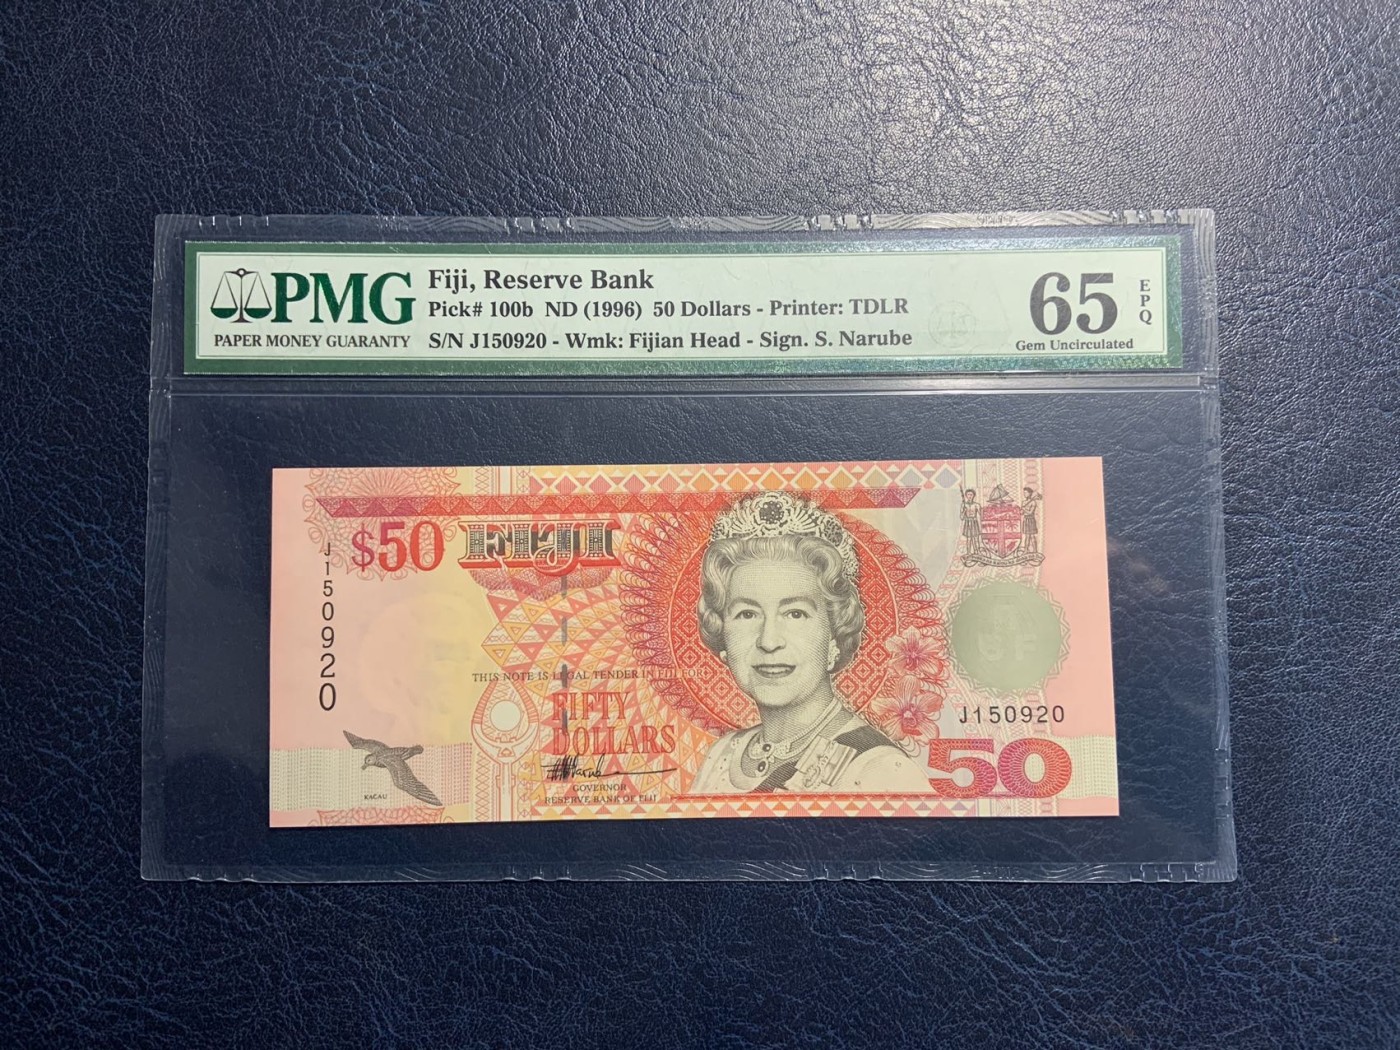 PMG
PAPER MONEY GUARANTY
Fiji, Reserve Bank
Pick# 100b ND (1996) 50 Dollars - Printer: TDLR
S/N J150920 - Wmk: Fijian Head - Sign. S. Narube
65
EPQ
Gem Uncirculated
$50 FIJI
J150920
THIS NOTE IS LEGAL TENDER IN FIJI FOR
FIFTY
DOLLARS
J150920
50
GOVERNOR
RESERVE BANK OF FIJI
KACAU